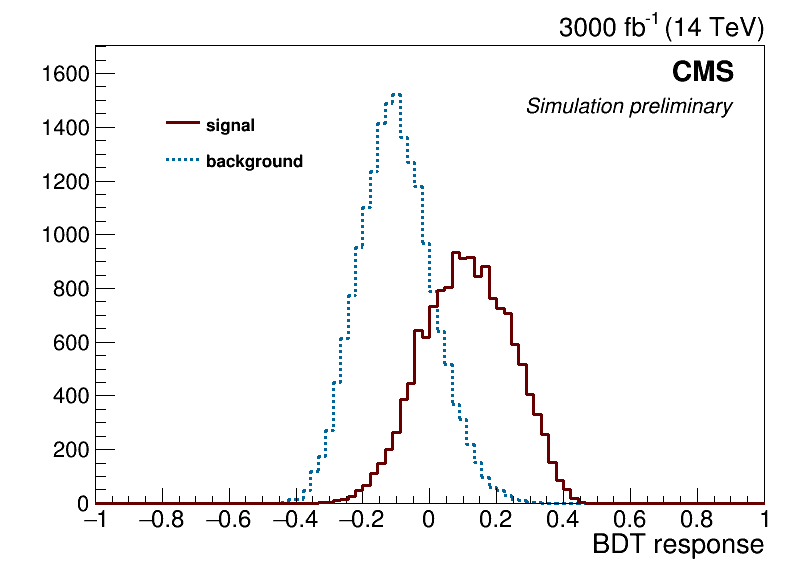 3000 fb⁻¹ (14 TeV)
CMS
Simulation preliminary
signal
background
1600
1400
1200
1000
800
600
400
200
0
−1 −0.8 −0.6 −0.4 −0.2 0 0.2 0.4 0.6 0.8 1
BDT response